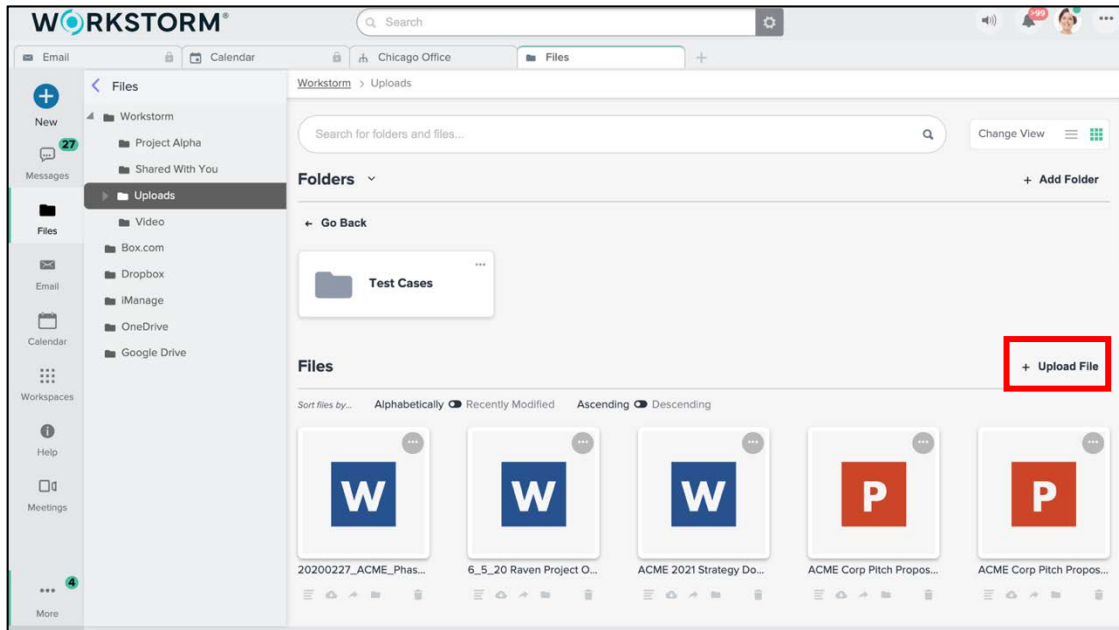 WORKSTORM®
Search
>99
Email
Calendar
Chicago Office
Files
New
27
Messages
Files
Email
Calendar
Workspaces
Help
Meetings
4
More
Files
Workstorm
Project Alpha
Shared With You
Uploads
Video
Box.com
Dropbox
iManage
OneDrive
Google Drive
Workstorm > Uploads
Search for folders and files...
Change View
Folders
+ Add Folder
← Go Back
Test Cases
Files
+ Upload File
Sort files by... Alphabetically Recently Modified Ascending Descending
W
W
W
P
P
20200227_ACME_Phas...
6_5_20 Raven Project O...
ACME 2021 Strategy Do...
ACME Corp Pitch Propos...
ACME Corp Pitch Propos...